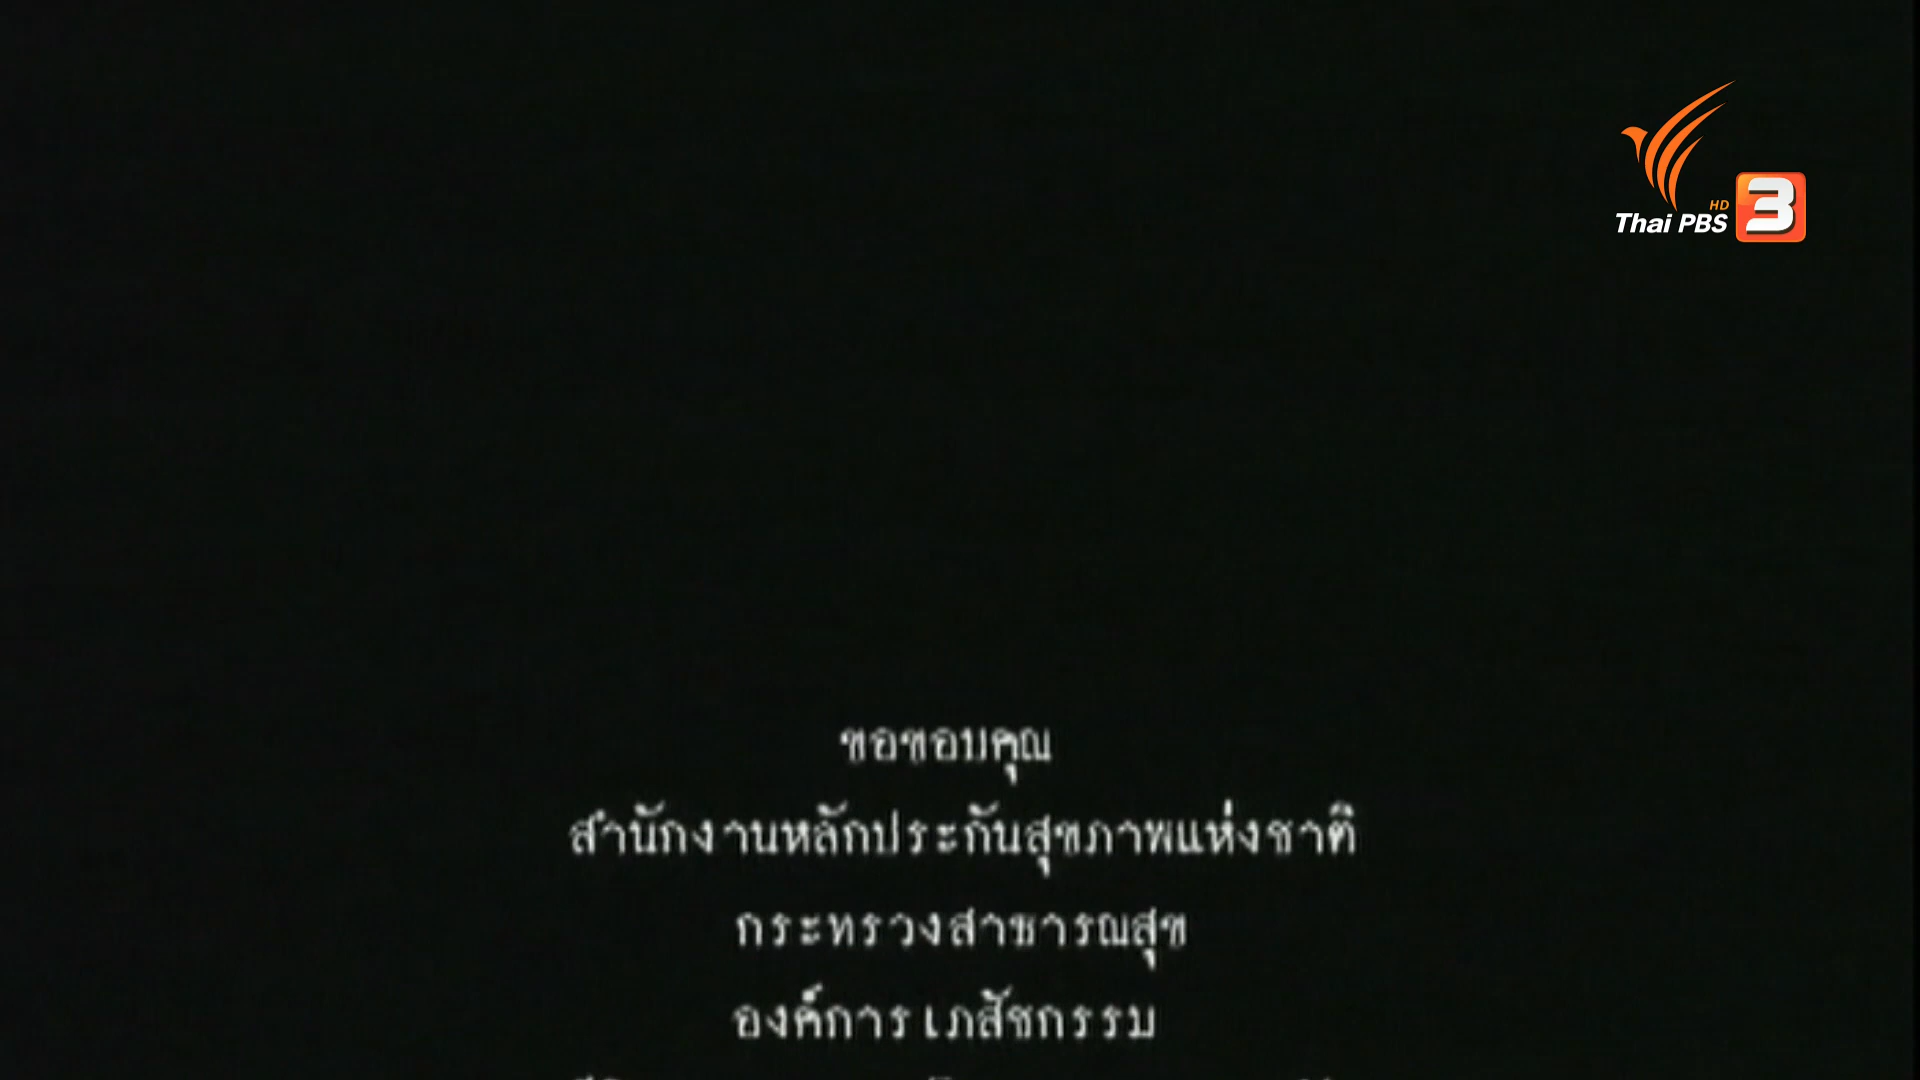 HD
Thai PBS 3
ขอขอบคุณ
สำนักงานหลักประกันสุขภาพแห่งชาติ
กระทรวงสาธารณสุข
องค์การเภสัชกรรม